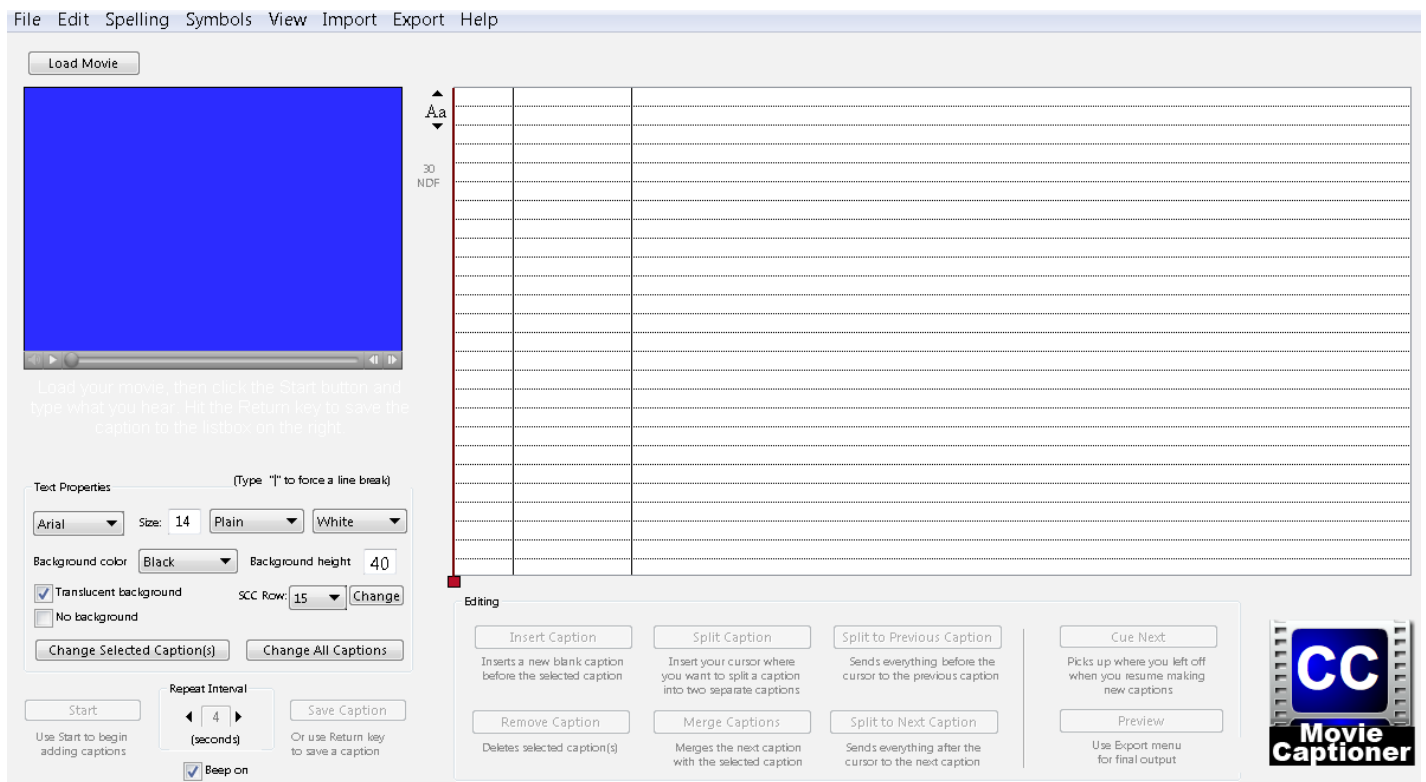 File Edit Spelling Symbols View Import Export Help
Load Movie
Aa
30
NDF
Load your movie, then click the Start button and
type what you hear. Hit the Return key to save the
caption to the listbox on the right.
Text Properties
(Type "|" to force a line break)
Arial Size: 14 Plain White
Background color Black Background height 40
Translucent background SCC Row: 15 Change
No background
Change Selected Caption(s) Change All Captions
Start
Use Start to begin
adding captions
Repeat Interval
4
(seconds)
Beep on
Save Caption
Or use Return key
to save a caption
Editing
Insert Caption
Inserts a new blank caption
before the selected caption
Split Caption
Insert your cursor where
you want to split a caption
into two separate captions
Split to Previous Caption
Sends everything before the
cursor to the previous caption
Cue Next
Picks up where you left off
when you resume making
new captions
Remove Caption
Deletes selected caption(s)
Merge Captions
Merges the next caption
with the selected caption
Split to Next Caption
Sends everything after the
cursor to the next caption
Preview
Use Export menu
for final output
CC
Movie
Captioner